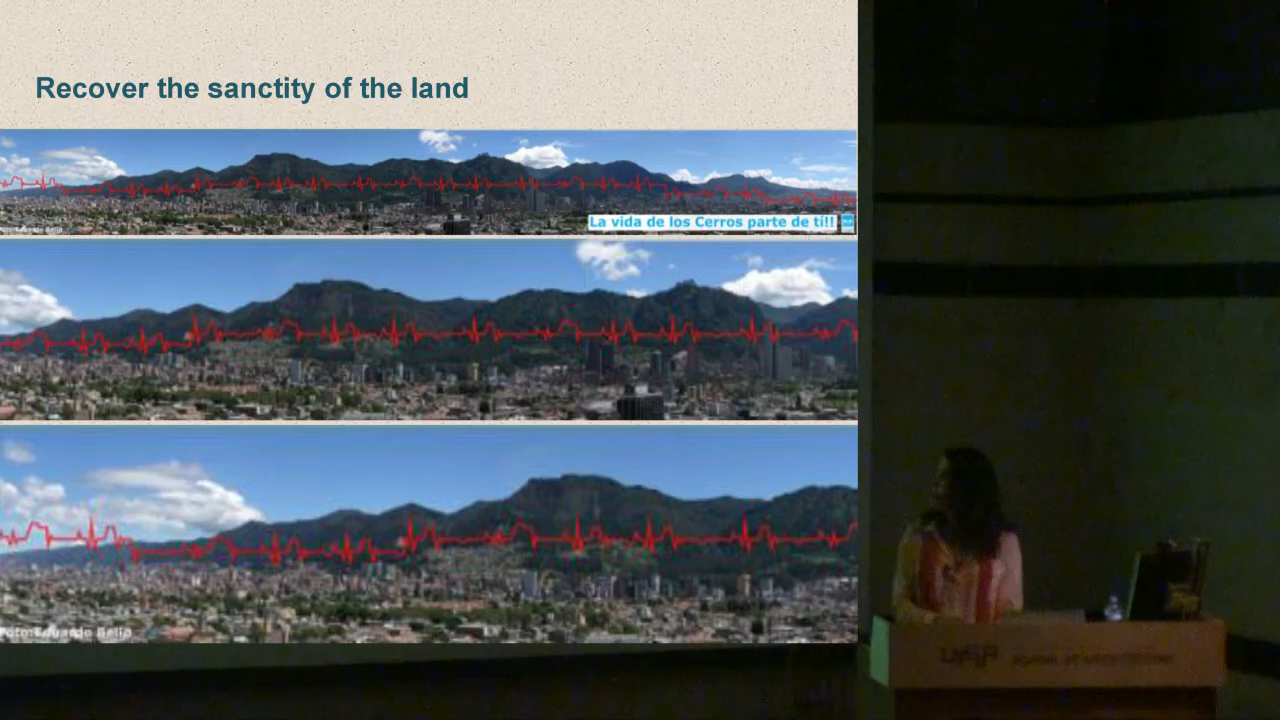 Recover the sanctity of the land
La vida de los Cerros parte de ti!!
Foto:Eduardo Bello